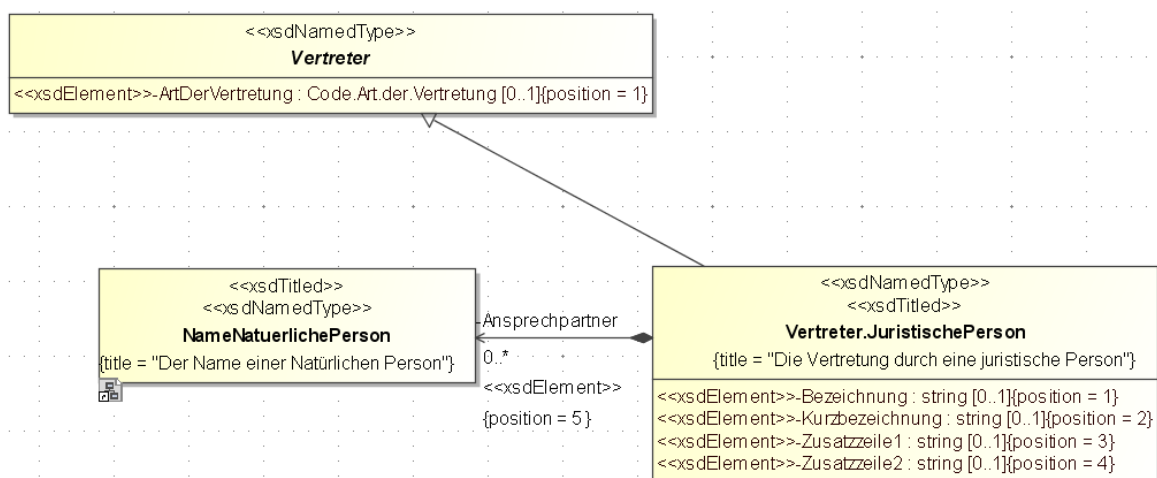 <<xsdNamedType>>
Vertreter
<<xsdElement>>-ArtDerVertretung : Code.Art.der.Vertretung [0..1]{position = 1}
<<xsdTitled>>
<<xsdNamedType>>
NameNatuerlichePerson
{title = "Der Name einer Natürlichen Person"}
-Ansprechpartner
0..*
<<xsdElement>>
{position = 5}
<<xsdNamedType>>
<<xsdTitled>>
Vertreter.JuristischePerson
{title = "Die Vertretung durch eine juristische Person"}
<<xsdElement>>-Bezeichnung : string [0..1]{position = 1}
<<xsdElement>>-Kurzbezeichnung : string [0..1]{position = 2}
<<xsdElement>>-Zusatzzeile1 : string [0..1]{position = 3}
<<xsdElement>>-Zusatzzeile2 : string [0..1]{position = 4}